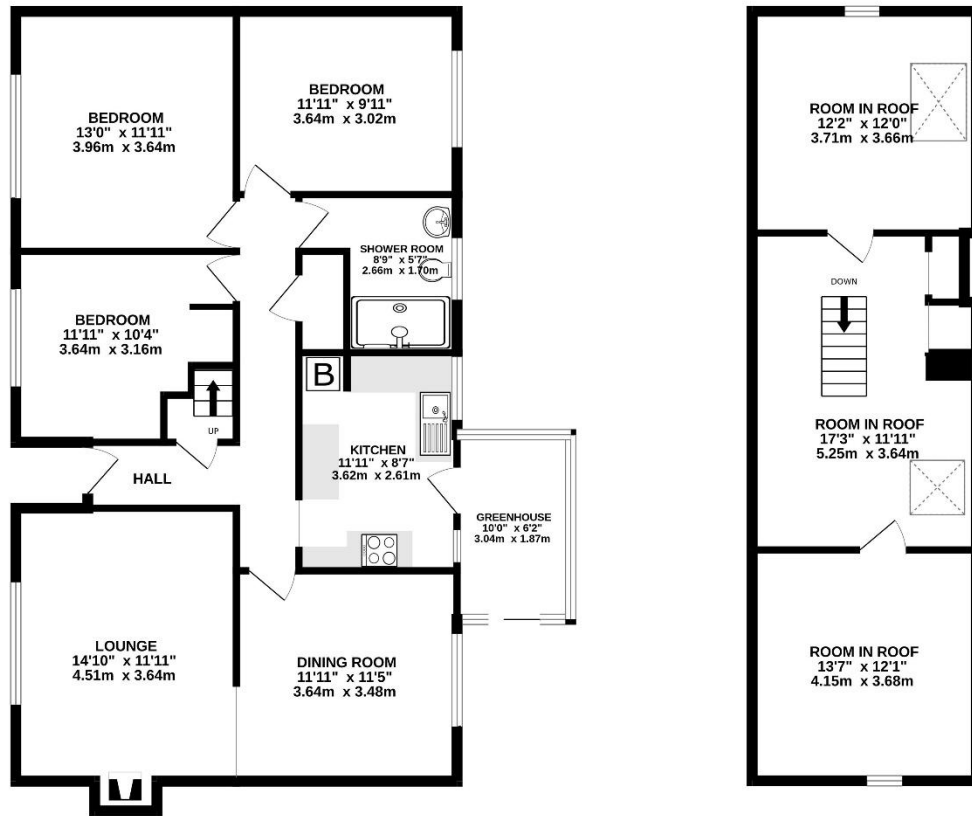 BEDROOM
13'0" x 11'11"
3.96m x 3.64m
BEDROOM
11'11" x 9'11"
3.64m x 3.02m
SHOWER ROOM
8'9" x 5'7"
2.66m x 1.70m
BEDROOM
11'11" x 10'4"
3.64m x 3.16m
UP
B
HALL
KITCHEN
11'11" x 8'7"
3.62m x 2.61m
GREENHOUSE
10'0" x 6'2"
3.04m x 1.87m
LOUNGE
14'10" x 11'11"
4.51m x 3.64m
DINING ROOM
11'11" x 11'5"
3.64m x 3.48m
ROOM IN ROOF
12'2" x 12'0"
3.71m x 3.66m
DOWN
ROOM IN ROOF
17'3" x 11'11"
5.25m x 3.64m
ROOM IN ROOF
13'7" x 12'1"
4.15m x 3.68m